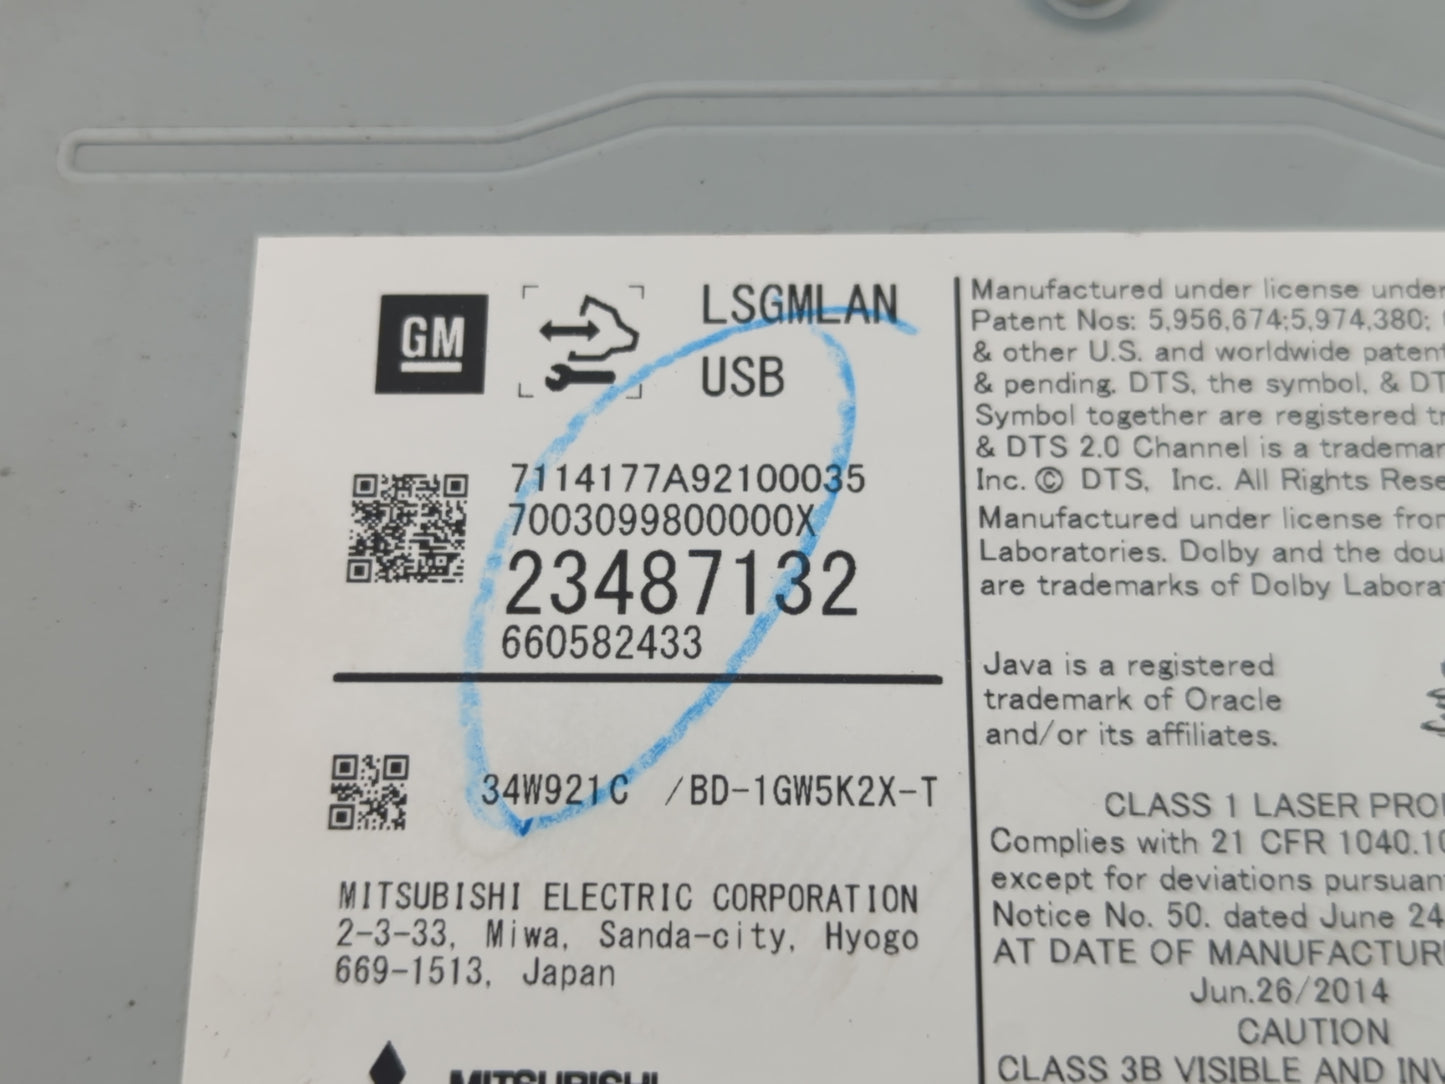 GM
LSGMLAN
USB
7114177A92100035
7003099800000X
23487132
660582433
34W921C /BD-1GW5K2X-T
MITSUBISHI ELECTRIC CORPORATION
2-3-33, Miwa, Sanda-city, Hyogo
669-1513, Japan
MITSUBISHI
Manufactured under license under
Patent Nos: 5,956,674;5,974,380;
& other U.S. and worldwide patent
& pending. DTS, the symbol, & DT
Symbol together are registered tr
& DTS 2.0 Channel is a trademar
Inc. © DTS, Inc. All Rights Rese
Manufactured under license from
Laboratories. Dolby and the dou
are trademarks of Dolby Labora
Java is a registered
trademark of Oracle
and/or its affiliates.
CLASS 1 LASER PRO
Complies with 21 CFR 1040.10
except for deviations pursuan
Notice No. 50. dated June 24
AT DATE OF MANUFACTUR
Jun.26/2014
CAUTION
CLASS 3B VISIBLE AND INV